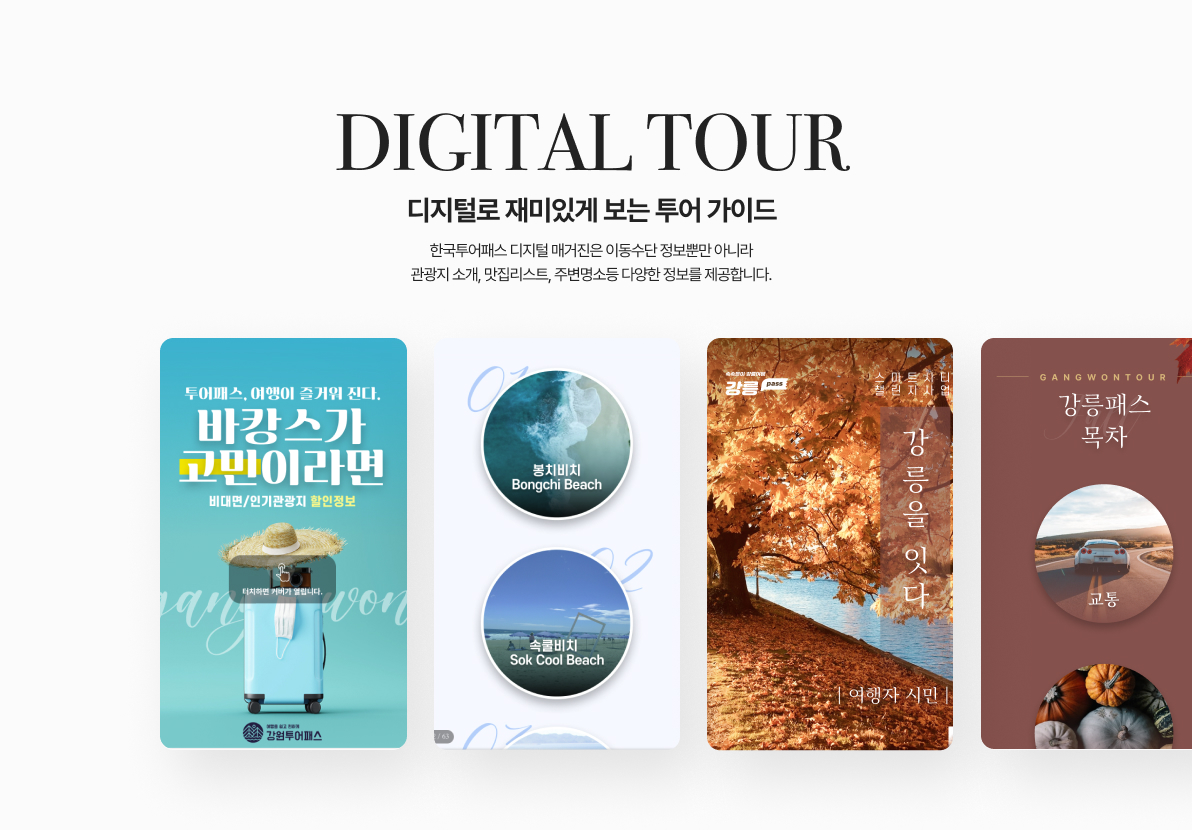 DIGITAL TOUR
디지털로 재미있게 보는 투어 가이드
한국투어패스 디지털 매거진은 이동수단 정보뿐만 아니라
관광지 소개, 맛집리스트, 주변명소등 다양한 정보를 제공합니다.
투어패스, 여행이 즐거워 진다.
바캉스가
고민이라면
비대면/인기관광지 할인정보
터치하면 커버가 열립니다.
gangwon
강원투어패스
01
봉치비치
Bongchi Beach
02
속쿨비치
Sok Cool Beach
03
/ 63
강릉 pass
스마트시티
챌린지사업
강릉을 잇다
| 여행자 시민 |
GANGWONTOUR
강릉패스
목차
교통